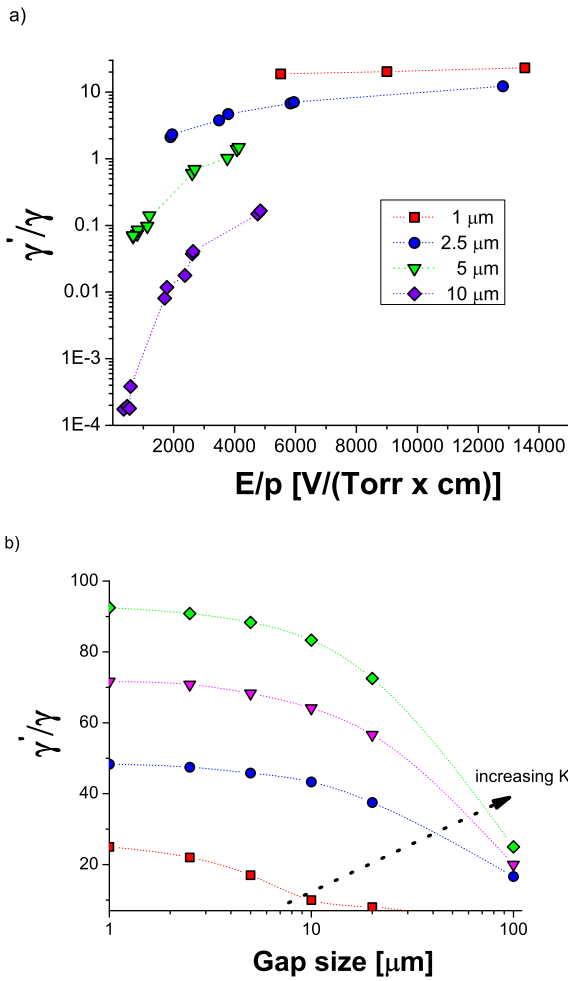 a)
γ'/γ
10
1
0.1
0.01
1E-3
1E-4
1 μm
2.5 μm
5 μm
10 μm
2000 4000 6000 8000 10000 12000 14000
E/p [V/(Torr x cm)]
b)
γ'/γ
100
80
60
40
20
increasing K
1 10 100
Gap size [μm]